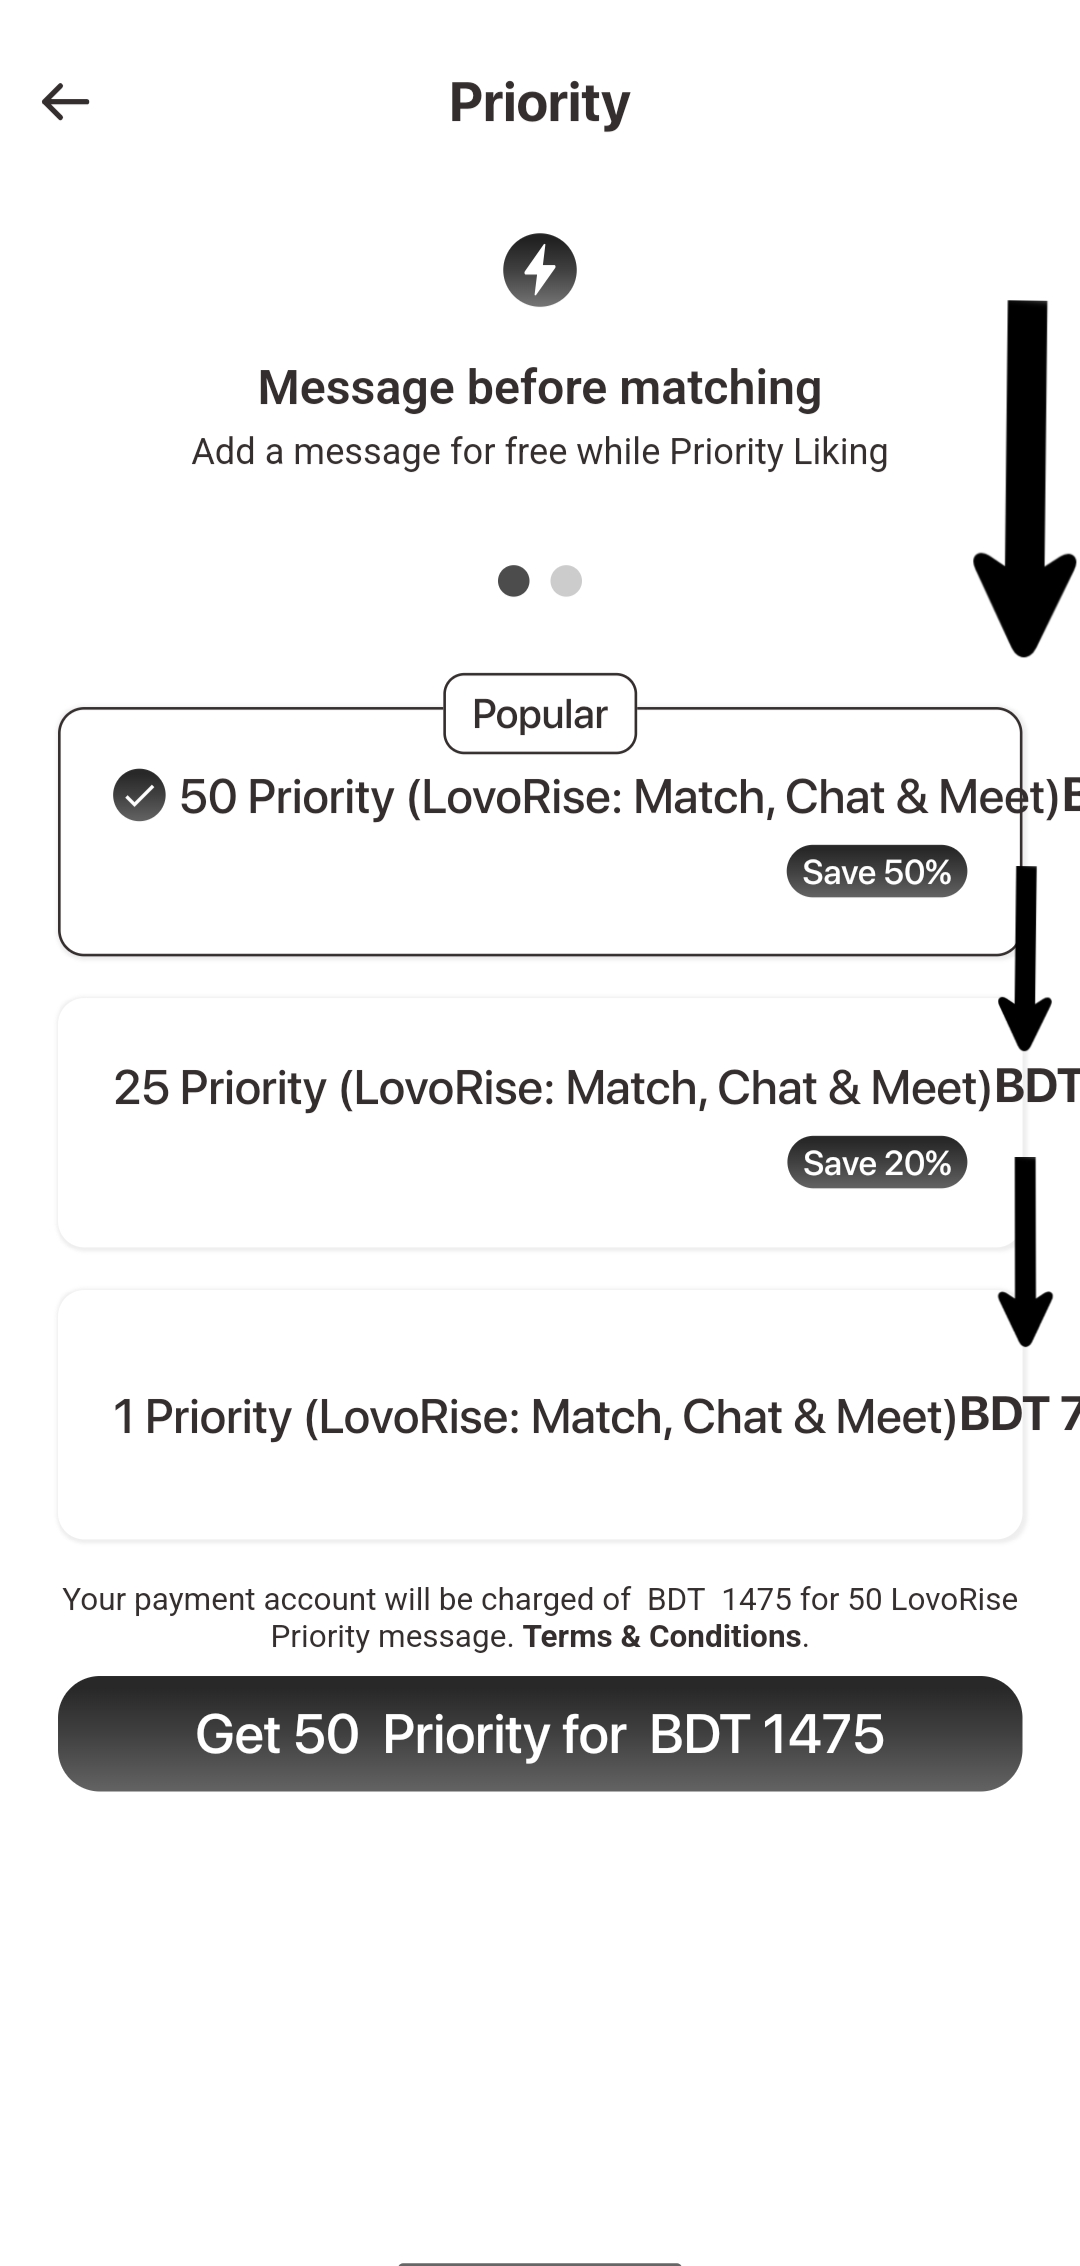 Priority
Message before matching
Add a message for free while Priority Liking
Popular
50 Priority (LovoRise: Match, Chat & Meet)
Save 50%
25 Priority (LovoRise: Match, Chat & Meet)BDT
Save 20%
1 Priority (LovoRise: Match, Chat & Meet)BDT 7
Your payment account will be charged of BDT 1475 for 50 LovoRise
Priority message. Terms & Conditions.
Get 50 Priority for BDT 1475